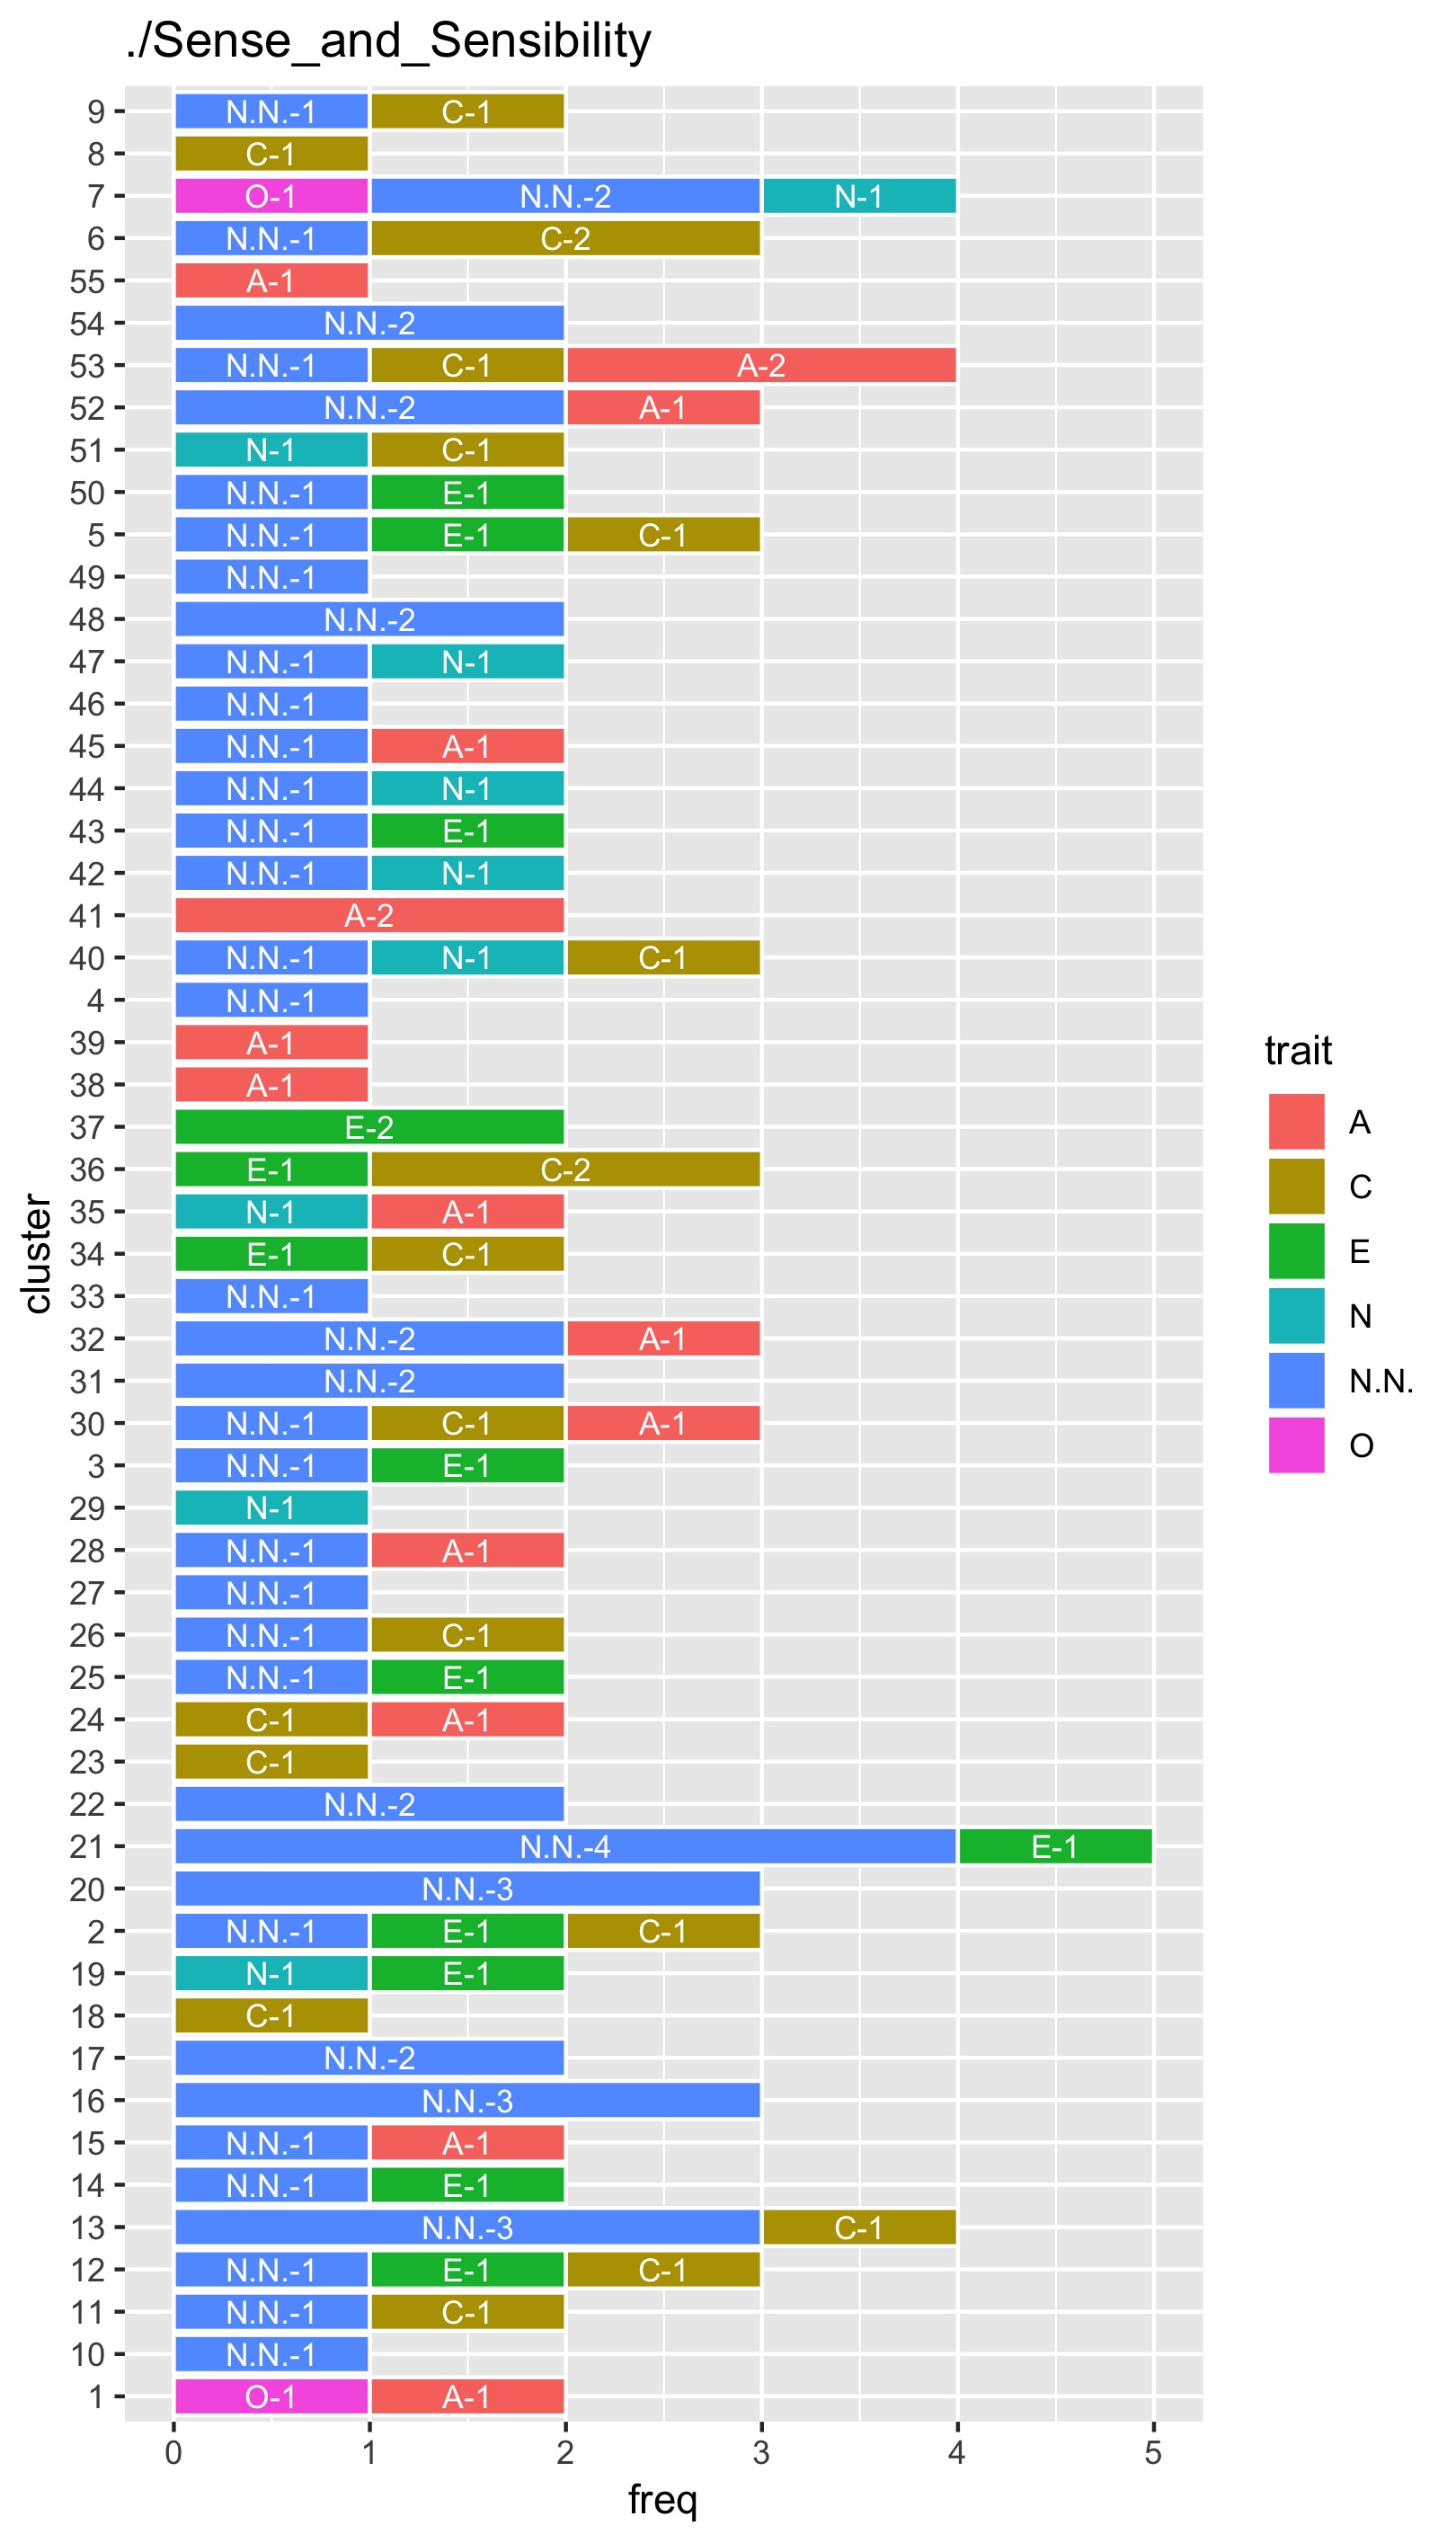 ./Sense_and_Sensibility
9 N.N.-1 C-1
8 C-1
7 O-1 N.N.-2 N-1
6 N.N.-1 C-2
55 A-1
54 N.N.-2
53 N.N.-1 C-1 A-2
52 N.N.-2 A-1
51 N-1 C-1
50 N.N.-1 E-1
5 N.N.-1 E-1 C-1
49 N.N.-1
48 N.N.-2
47 N.N.-1 N-1
46 N.N.-1
45 N.N.-1 A-1
44 N.N.-1 N-1
43 N.N.-1 E-1
42 N.N.-1 N-1
41 A-2
40 N.N.-1 N-1 C-1
4 N.N.-1
39 A-1
38 A-1
37 E-2
36 E-1 C-2
35 N-1 A-1
34 E-1 C-1
33 N.N.-1
32 N.N.-2 A-1
31 N.N.-2
30 N.N.-1 C-1 A-1
3 N.N.-1 E-1
29 N-1
28 N.N.-1 A-1
27 N.N.-1
26 N.N.-1 C-1
25 N.N.-1 E-1
24 C-1 A-1
23 C-1
22 N.N.-2
21 N.N.-4 E-1
20 N.N.-3
2 N.N.-1 E-1 C-1
19 N-1 E-1
18 C-1
17 N.N.-2
16 N.N.-3
15 N.N.-1 A-1
14 N.N.-1 E-1
13 N.N.-3 C-1
12 N.N.-1 E-1 C-1
11 N.N.-1 C-1
10 N.N.-1
1 O-1 A-1
0 1 2 3 4 5
freq
cluster
trait
A
C
E
N
N.N.
O